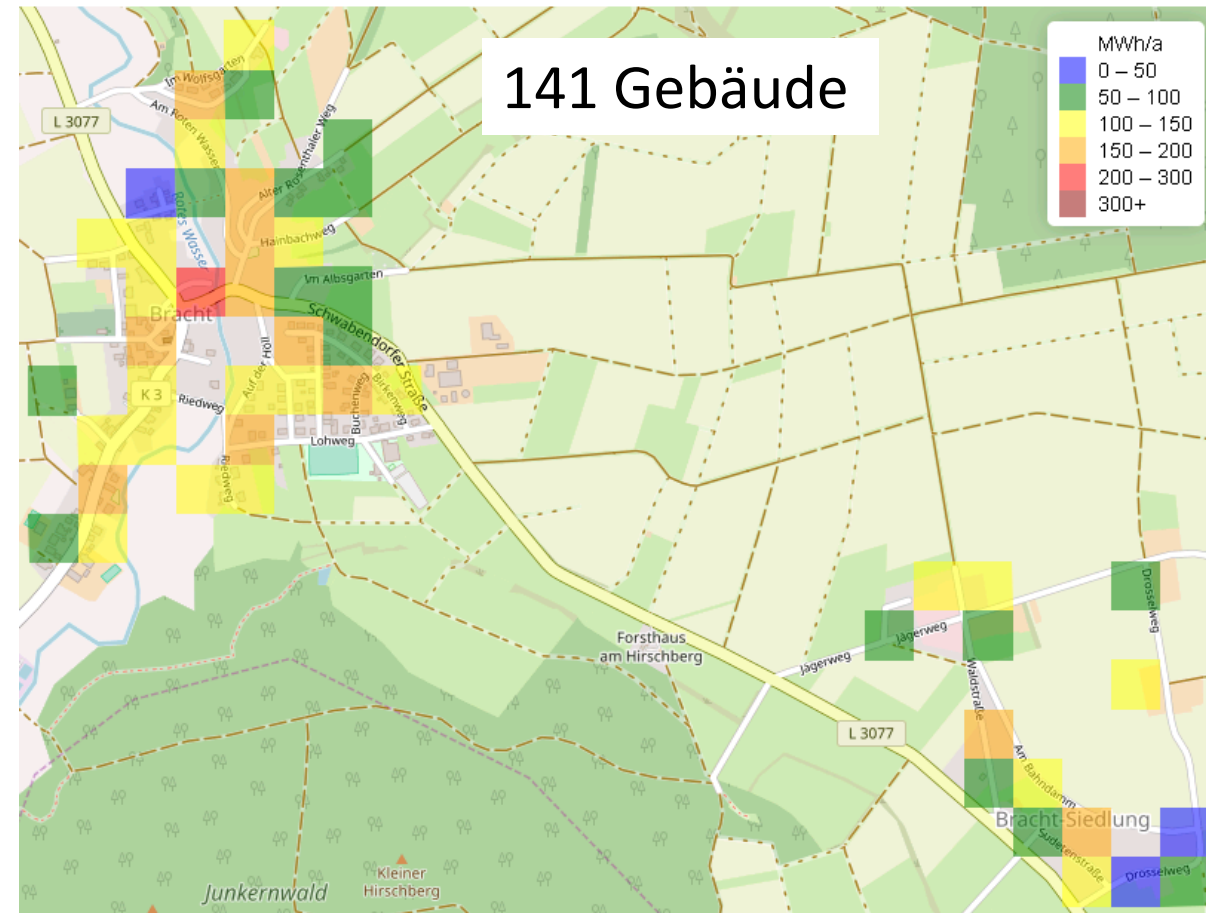 141 Gebäude
MWh/a
0 – 50
50 – 100
100 – 150
150 – 200
200 – 300
300+
Im Wolfsgarten
Am Roten Wasser
L 3077
Alter Rosenthaler Weg
Rotes Wasser
Hainbachweg
Im Albsgarten
Bracht
Schwabendorfer Straße
Auf der Höll
K 3
Riedweg
Buchenweg
Birkenweg
Lohweg
Riedweg
Drosselweg
Forsthaus
am Hirschberg
Jägerweg
Jägerweg
Waldstraße
L 3077
Am Bahndamm
Bracht-Siedlung
Sudetenstraße
Drosselweg
Kleiner
Hirschberg
Junkernwald